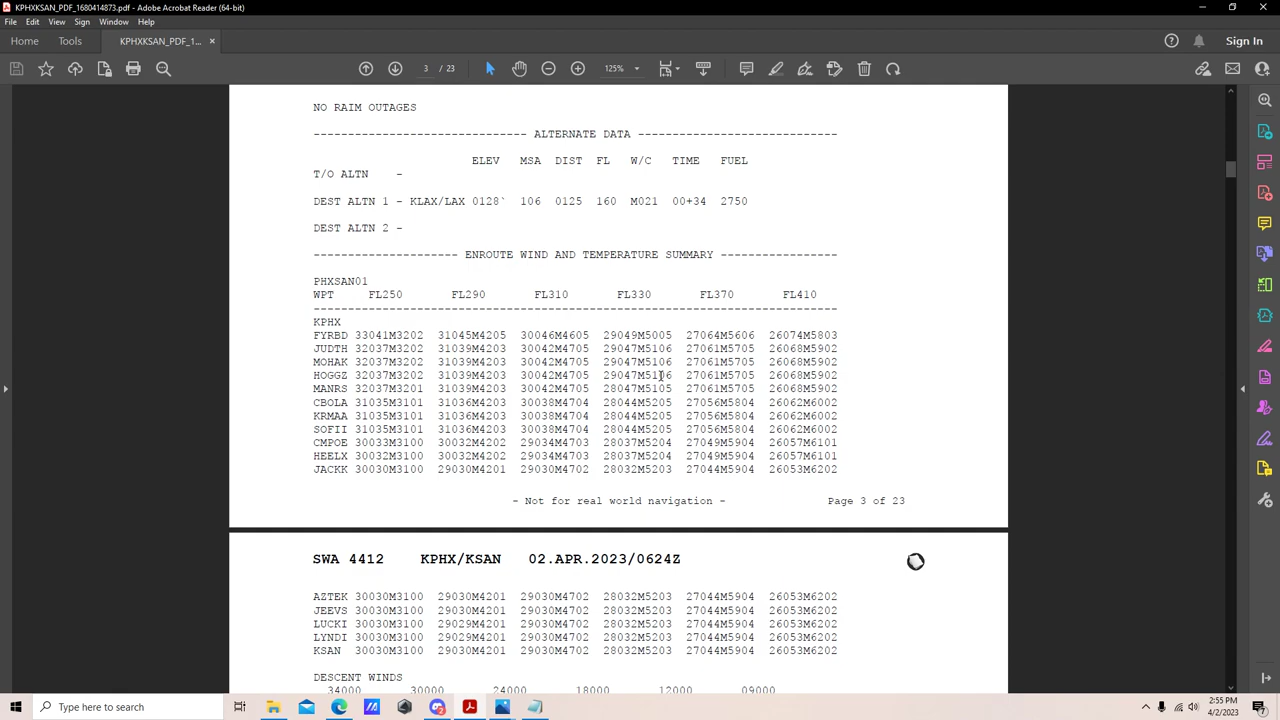 KPHXKSAN_PDF_1680414873.pdf - Adobe Acrobat Reader (64-bit)
File Edit View Sign Window Help
Home Tools KPHXKSAN_PDF_1... × Sign In
3 / 23 125%
NO RAIM OUTAGES
------------------------------- ALTERNATE DATA -----------------------------
ELEV MSA DIST FL W/C TIME FUEL
T/O ALTN -
DEST ALTN 1 - KLAX/LAX 0128` 106 0125 160 M021 00+34 2750
DEST ALTN 2 -
--------------------- ENROUTE WIND AND TEMPERATURE SUMMARY -----------------
PHXSAN01
WPT FL250 FL290 FL310 FL330 FL370 FL410
-----------------------------------------------------------------------------
KPHX
FYRBD 33041M3202 31045M4205 30046M4605 29049M5005 27064M5606 26074M5803
JUDTH 32037M3202 31039M4203 30042M4705 29047M5106 27061M5705 26068M5902
MOHAK 32037M3202 31039M4203 30042M4705 29047M5106 27061M5705 26068M5902
HOGGZ 32037M3202 31039M4203 30042M4705 29047M5106 27061M5705 26068M5902
MANRS 32037M3201 31039M4203 30042M4705 28047M5105 27061M5705 26068M5902
CBOLA 31035M3101 31036M4203 30038M4704 28044M5205 27056M5804 26062M6002
KRMAA 31035M3101 31036M4203 30038M4704 28044M5205 27056M5804 26062M6002
SOFII 31035M3101 31036M4203 30038M4704 28044M5205 27056M5804 26062M6002
CMPOE 30033M3100 30032M4202 29034M4703 28037M5204 27049M5904 26057M6101
HEELX 30033M3100 30032M4202 29034M4703 28037M5204 27049M5904 26057M6101
JACKK 30030M3100 29030M4201 29030M4702 28032M5203 27044M5904 26053M6202
- Not for real world navigation - Page 3 of 23
SWA 4412 KPHX/KSAN 02.APR.2023/0624Z
AZTEK 30030M3100 29030M4201 29030M4702 28032M5203 27044M5904 26053M6202
JEEVS 30030M3100 29030M4201 29030M4702 28032M5203 27044M5904 26053M6202
LUCKI 30030M3100 29029M4201 29030M4702 28032M5203 27044M5904 26053M6202
LYNDI 30030M3100 29029M4201 29030M4702 28032M5203 27044M5904 26053M6202
KSAN 30030M3100 29030M4201 29030M4702 28032M5203 27044M5904 26053M6202
DESCENT WINDS
34000 30000 24000 18000 12000 09000
Type here to search
2:55 PM
4/2/2023